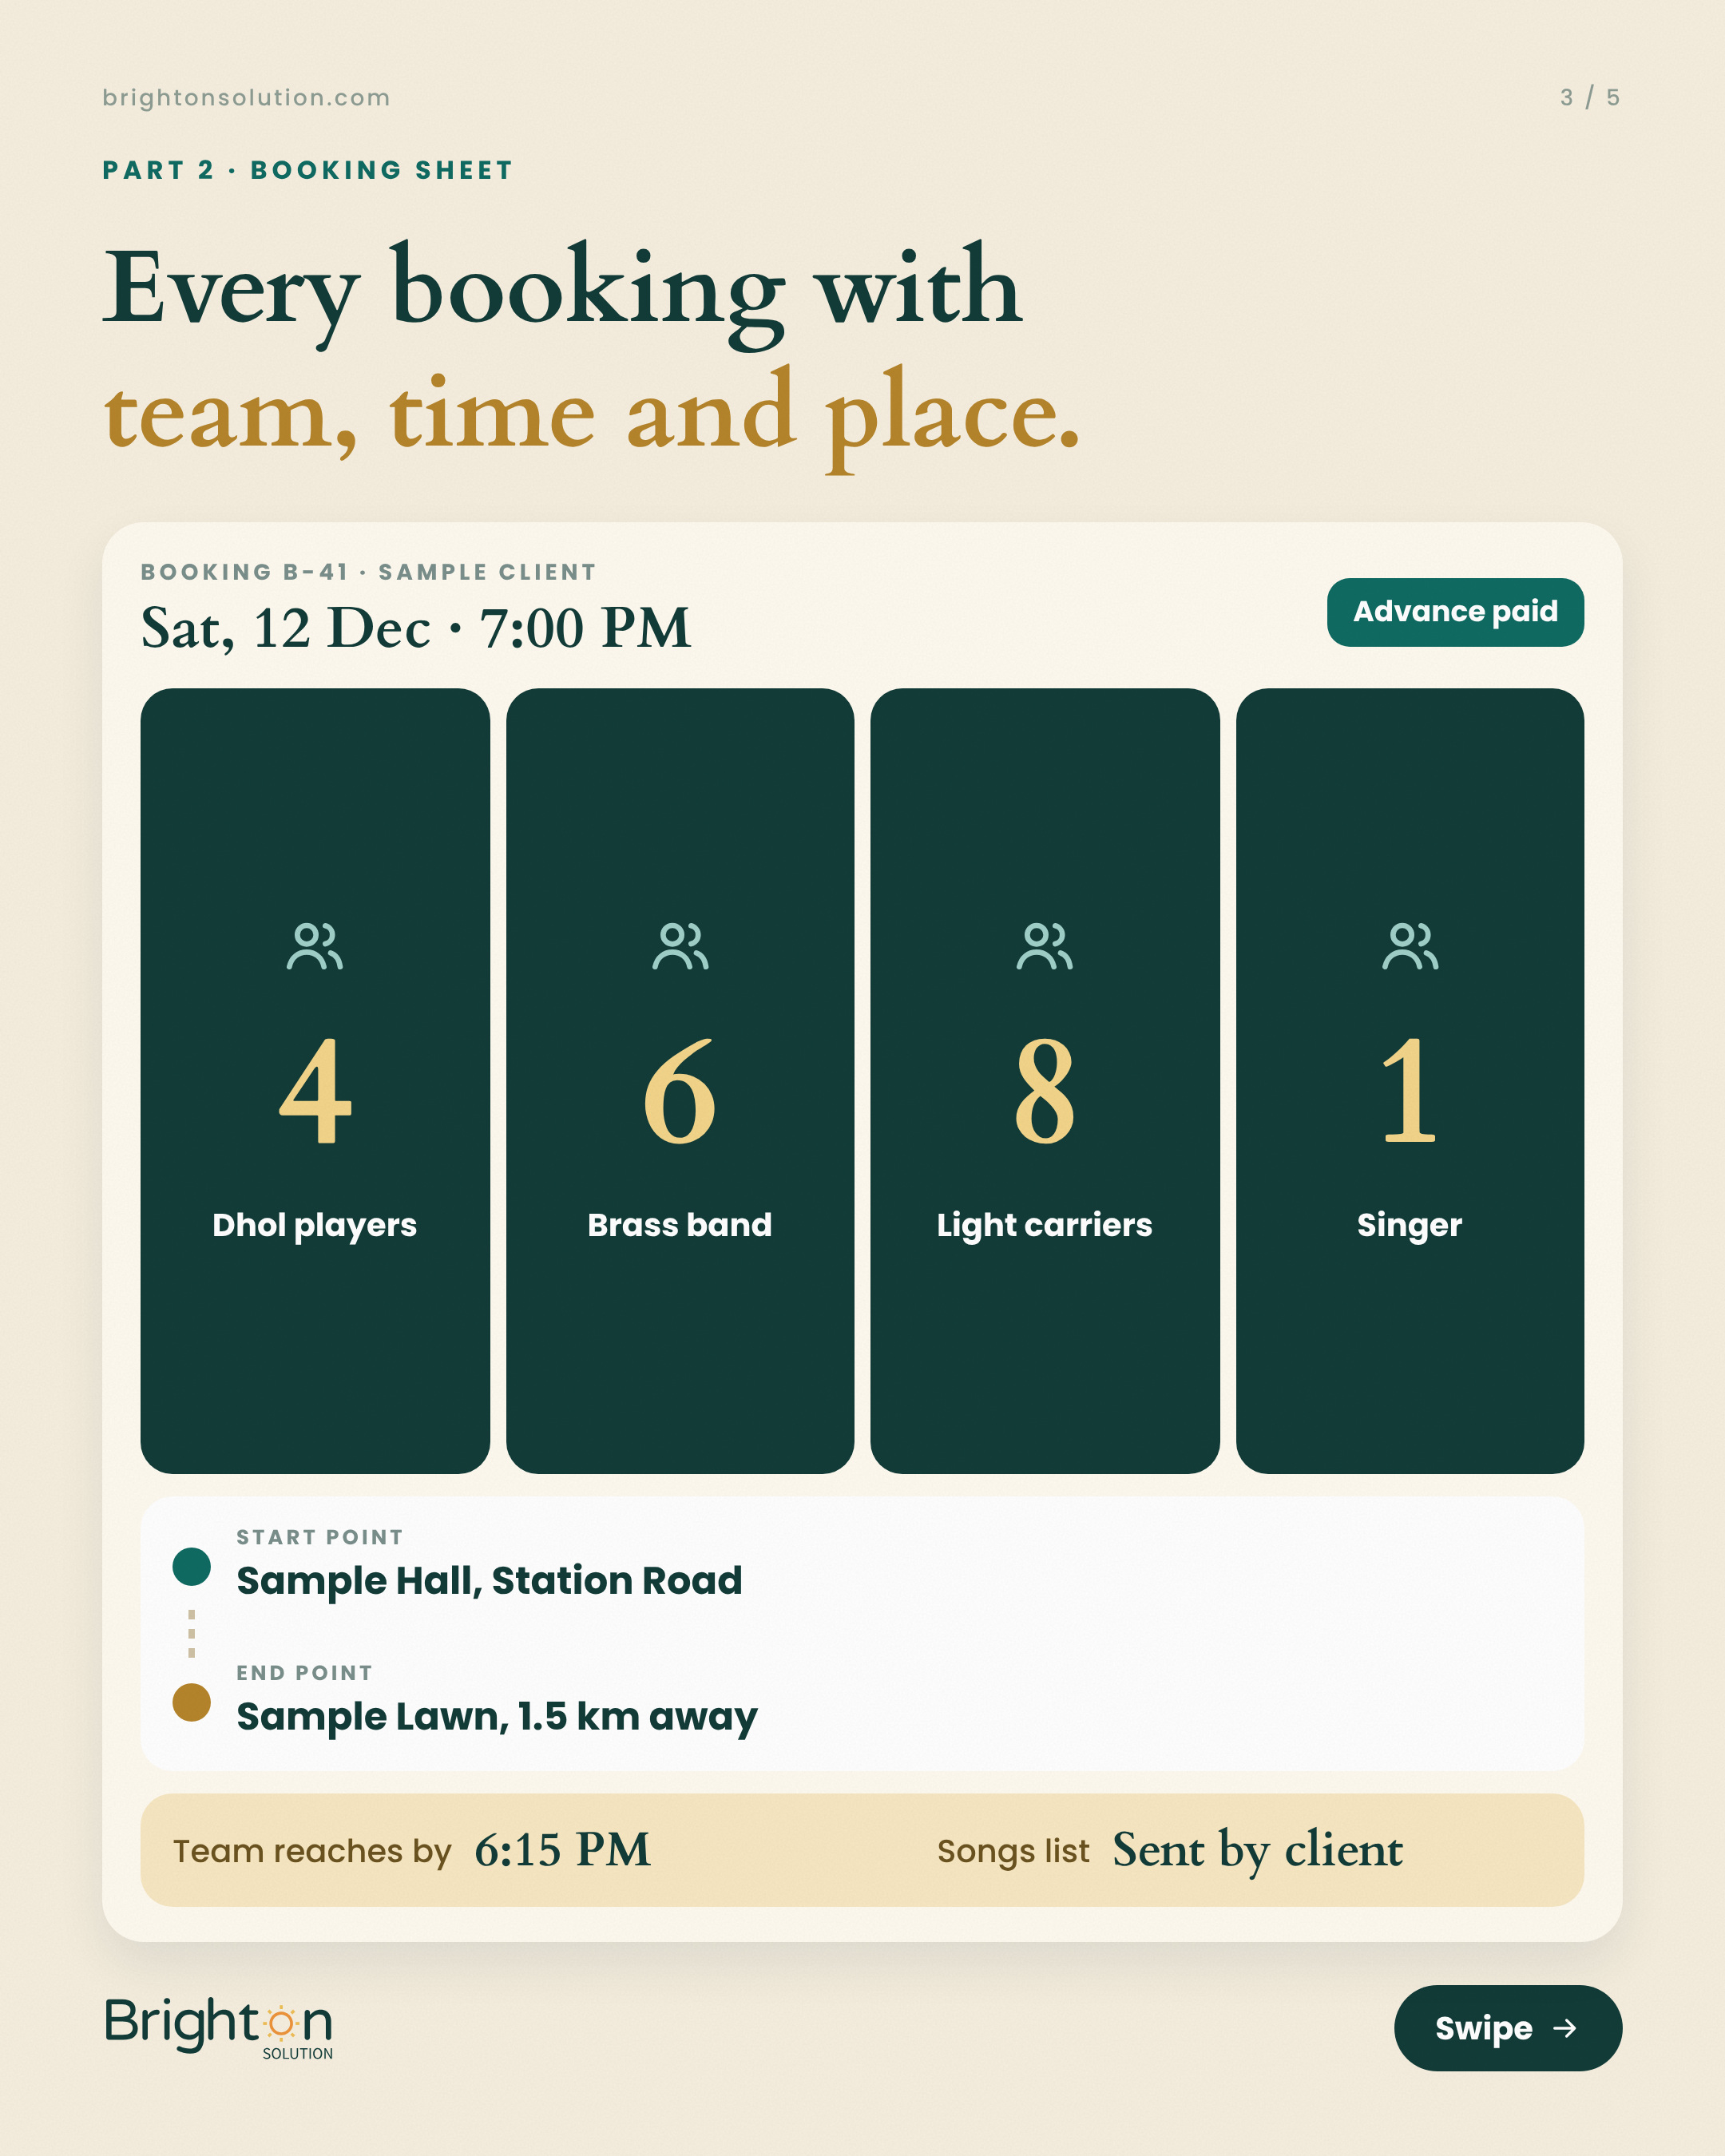 brightonsolution.com
3 / 5
PART 2 · BOOKING SHEET
Every booking with
team, time and place.
BOOKING B-41 · SAMPLE CLIENT
Sat, 12 Dec · 7:00 PM
Advance paid
4
Dhol players
6
Brass band
8
Light carriers
1
Singer
START POINT
Sample Hall, Station Road
END POINT
Sample Lawn, 1.5 km away
Team reaches by 6:15 PM
Songs list Sent by client
Brighton
SOLUTION
Swipe →